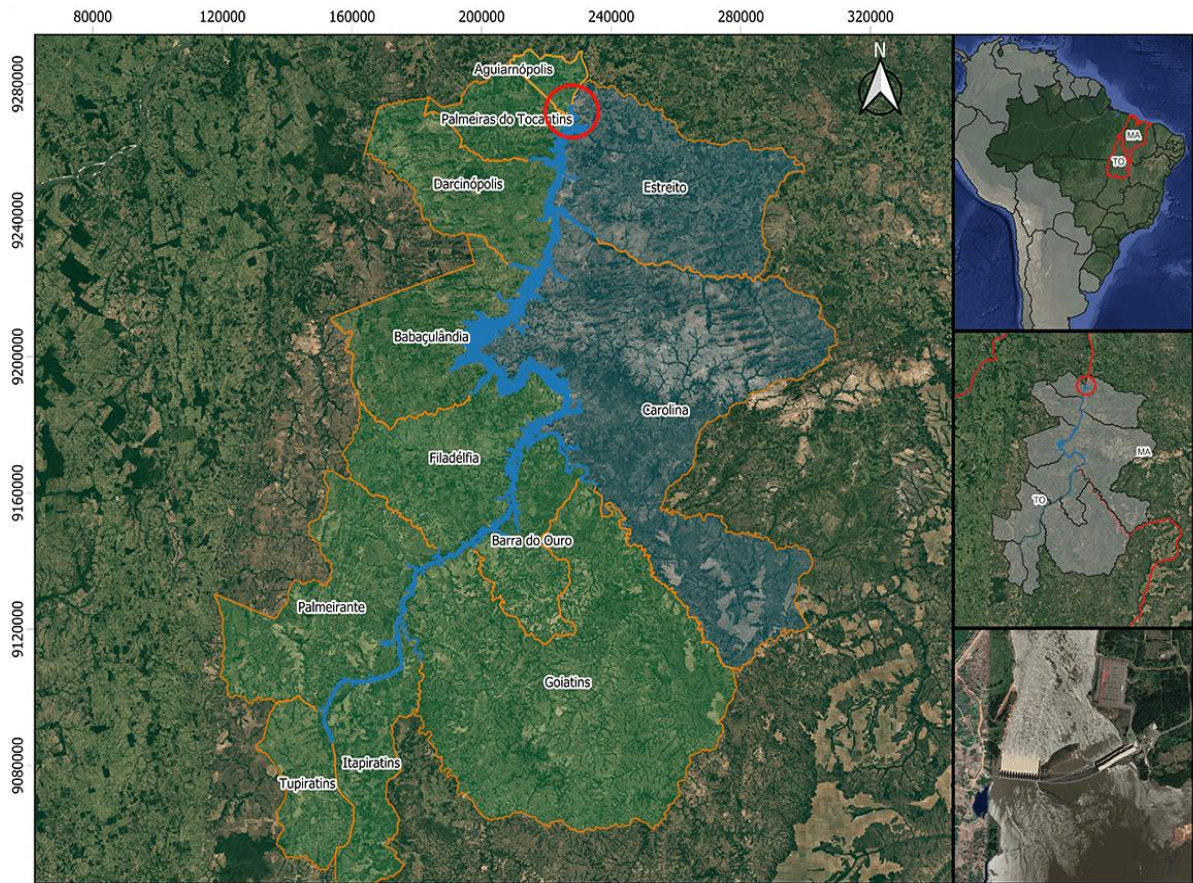 80000 120000 160000 200000 240000 280000 320000
N
9280000
9240000
9200000
9160000
9120000
9080000
Aguiarnópolis
Palmeiras do Tocantins
Darcinópolis
Estreito
Babaçulândia
Carolina
Filadélfia
Barra do Ouro
Palmeirante
Goiatins
Itapiratins
Tupiratins
MA
TO
MA
TO